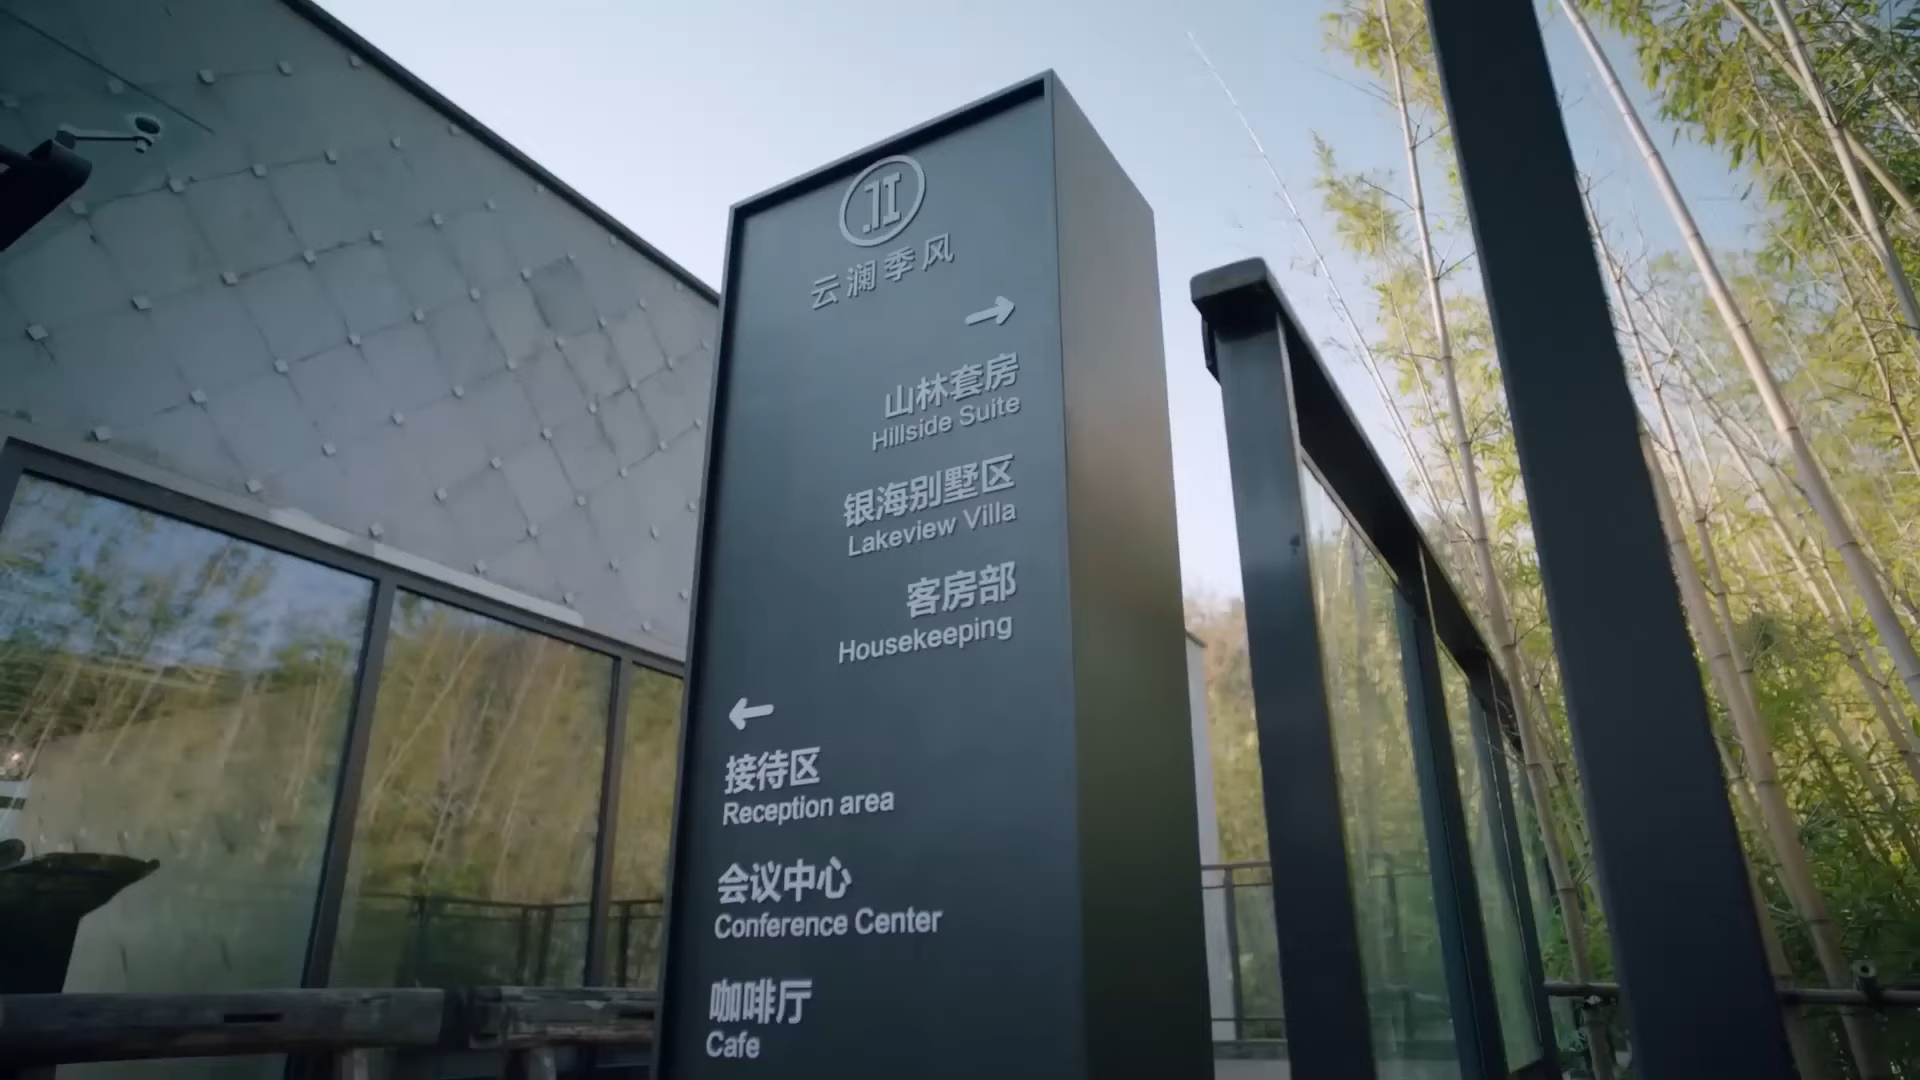 云澜季风
→
山林套房
Hillside Suite
银海别墅区
Lakeview Villa
客房部
Housekeeping
←
接待区
Reception area
会议中心
Conference Center
咖啡厅
Cafe